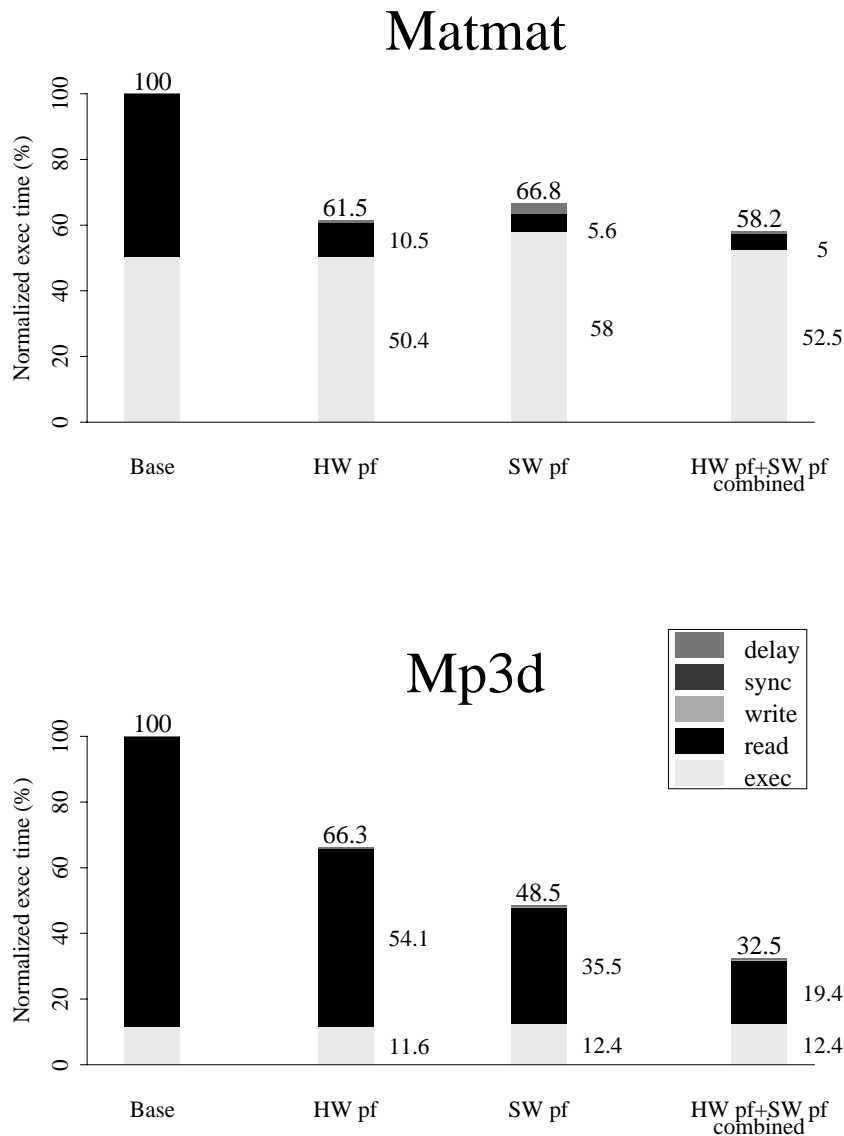 Matmat
Normalized exec time (%)
100
80
60
40
20
0
100
61.5
66.8
58.2
10.5
5.6
5
50.4
58
52.5
Base
HW pf
SW pf
HW pf+SW pf
combined
Mp3d
delay
sync
write
read
exec
Normalized exec time (%)
100
80
60
40
20
0
100
66.3
48.5
32.5
54.1
35.5
19.4
11.6
12.4
12.4
Base
HW pf
SW pf
HW pf+SW pf
combined